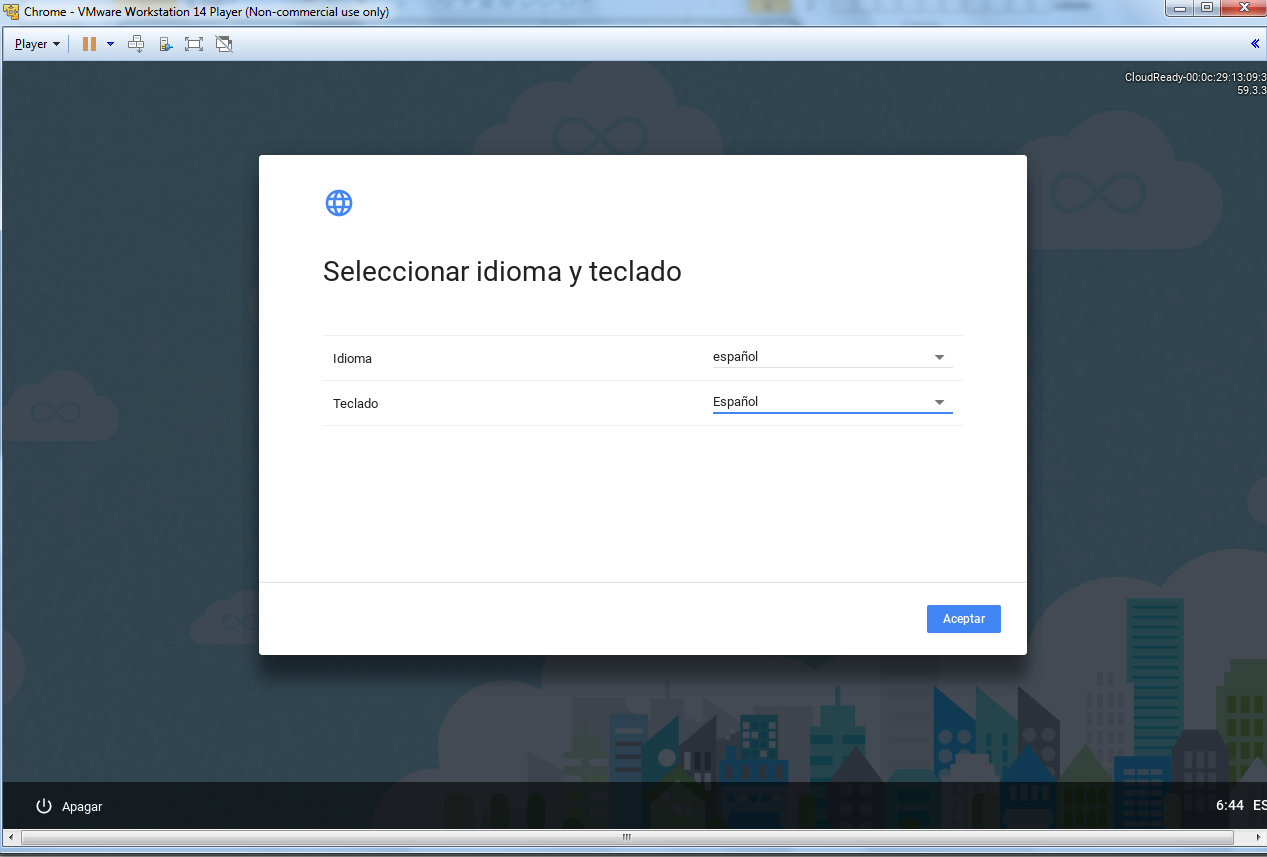 Chrome - VMware Workstation 14 Player (Non-commercial use only)
Player
CloudReady-00:0c:29:13:09:3
59.3.3
Seleccionar idioma y teclado
Idioma
español
Teclado
Español
Aceptar
Apagar
6:44 ES